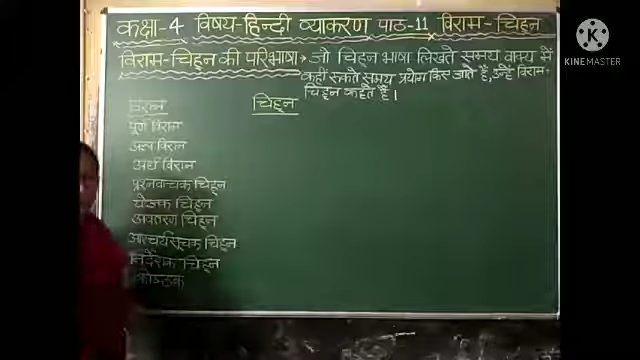 कक्षा-4 विषय-हिन्दी व्याकरण पाठ-11 विराम-चिह्न
विराम-चिह्न की परिभाषा → जो चिह्न भाषा लिखते समय वाक्य में
कहीं रुकते समय प्रयोग किए जाते हैं, उन्हें विराम-
चिह्न कहते हैं।
विराम चिह्न
पूर्ण विराम
अल्प विराम
अर्ध विराम
प्रश्नवाचक चिह्न
योजक चिह्न
अवतरण चिह्न
आश्चर्यसूचक चिह्न
निर्देशक चिह्न
कोष्ठक
K
KINEMASTER